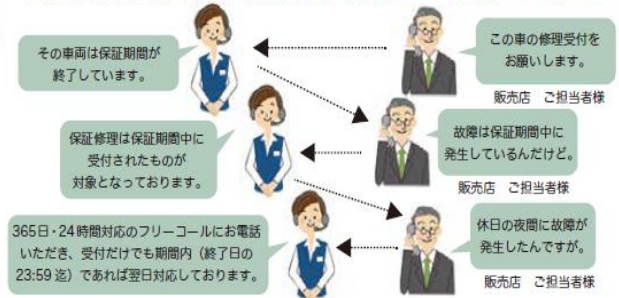 この車の修理受付を
お願いします。
販売店　ご担当者様
その車両は保証期間が
終了しています。
故障は保証期間中に
発生しているんだけど。
販売店　ご担当者様
保証修理は保証期間中に
受付されたものが
対象となっております。
休日の夜間に故障が
発生したんですが。
販売店　ご担当者様
365日・24時間対応のフリーコールにお電話
いただき、受付だけでも期間内（終了日の
23:59 迄）であれば翌日対応しております。